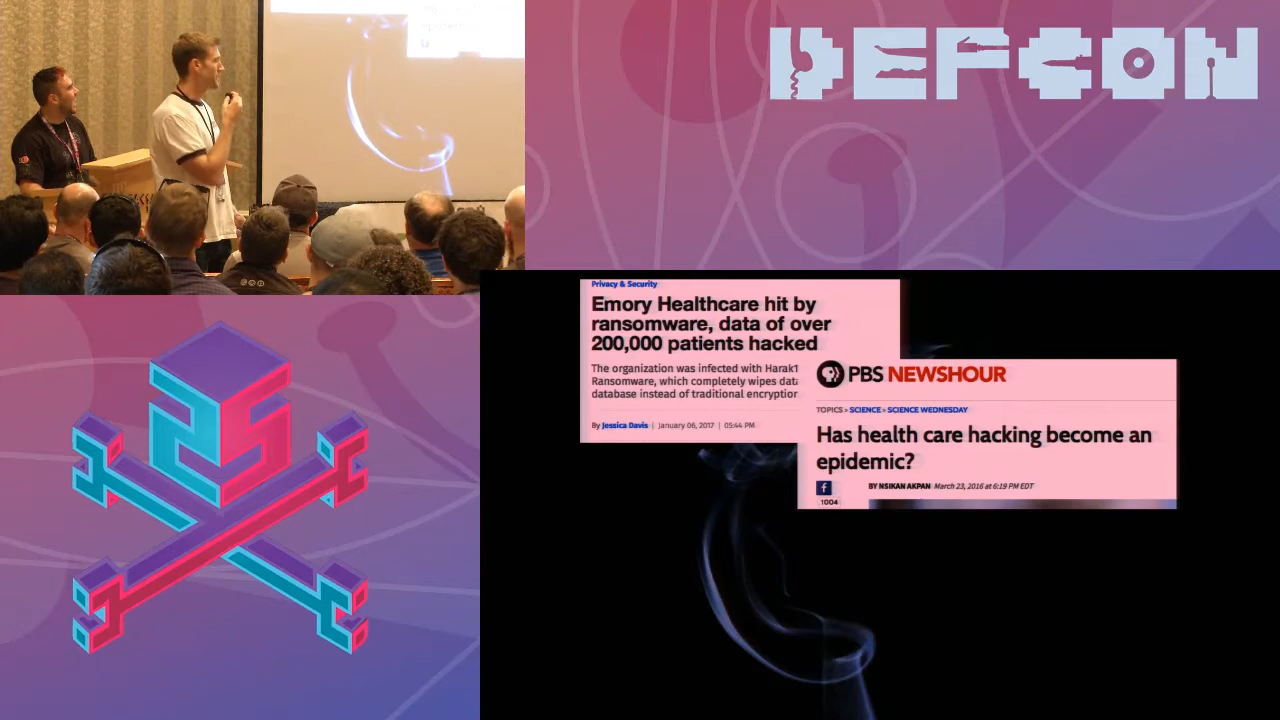 DEFCON
Privacy & Security
Emory Healthcare hit by
ransomware, data of over
200,000 patients hacked
The organization was infected with Harak1
Ransomware, which completely wipes dat
database instead of traditional encryptior
By Jessica Davis | January 06, 2017 | 05:44 PM
PBS NEWSHOUR
TOPICS > SCIENCE > SCIENCE WEDNESDAY
Has health care hacking become an
epidemic?
f
BY NSIKAN AKPAN March 23, 2016 at 6:19 PM EDT
1004
25